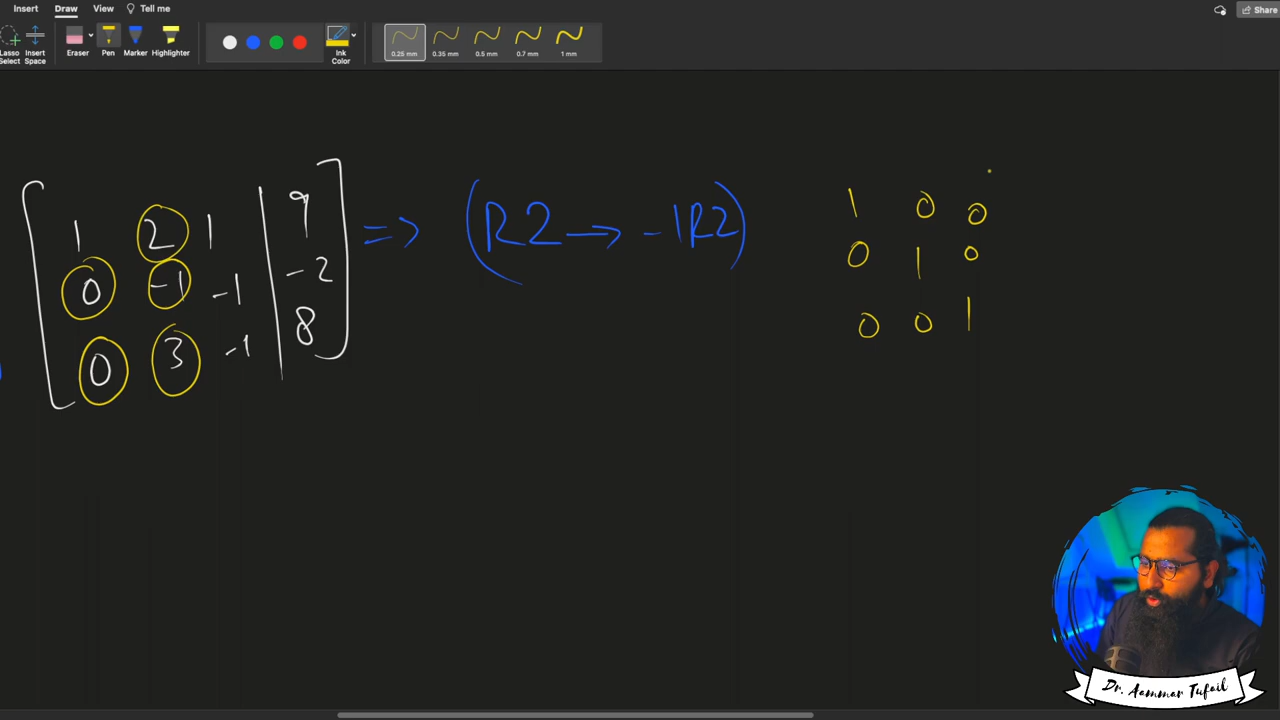 Insert Draw View Tell me
Share
Lasso Select
Insert Space
Eraser
Pen
Marker
Highlighter
Ink Color
0.25 mm
0.35 mm
0.5 mm
0.7 mm
1 mm
1 2 1 | 9 => (R2 → -1R2) 1 0 0
0 -1 -1 | -2 0 1 0
0 3 -1 | 8 0 0 1
Dr. Aammar Tufail